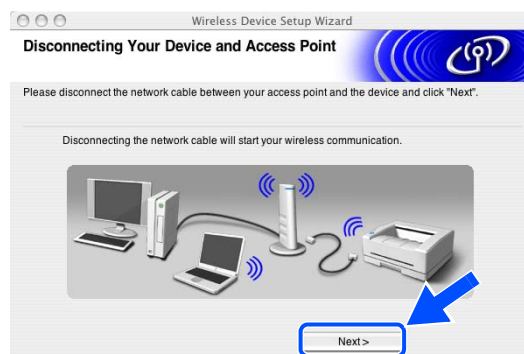 Wireless Device Setup Wizard
Disconnecting Your Device and Access Point
Please disconnect the network cable between your access point and the device and click "Next".
Disconnecting the network cable will start your wireless communication.
Next >